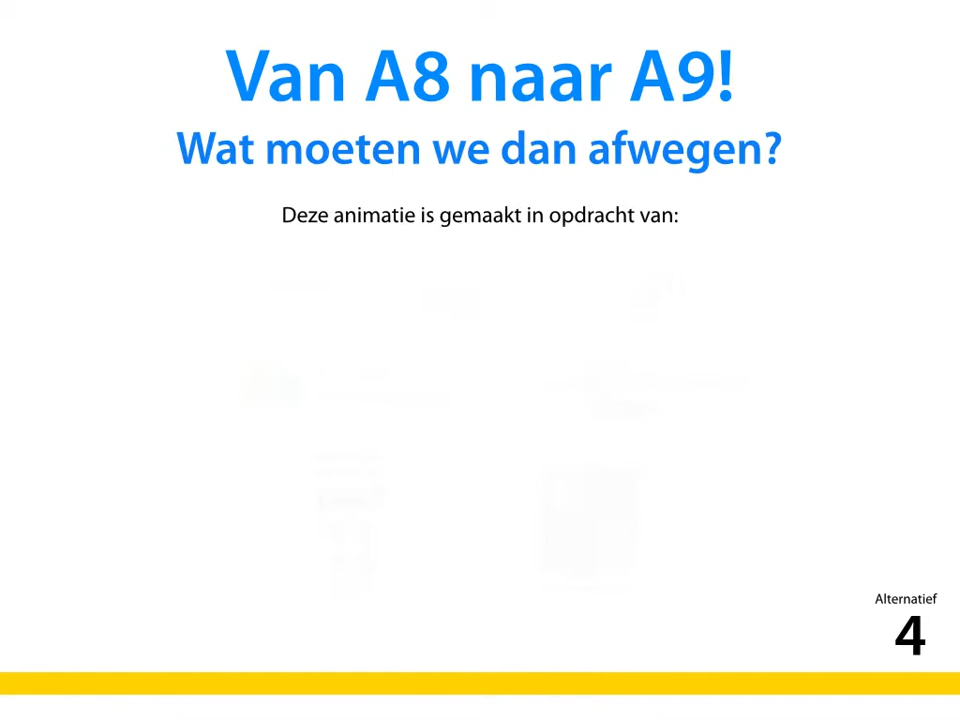 Van A8 naar A9!
Wat moeten we dan afwegen?
Deze animatie is gemaakt in opdracht van:
Alternatief
4